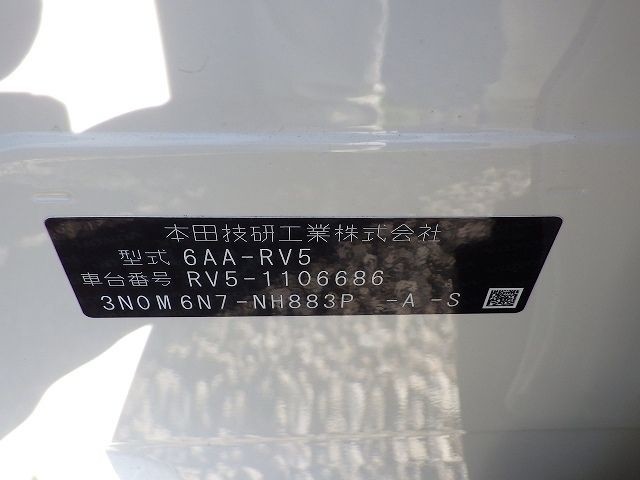 本田技研工業株式会社
型式 6AA-RV5
車台番号 RV5-1106686
3N0M6N7-NH883P -A -S